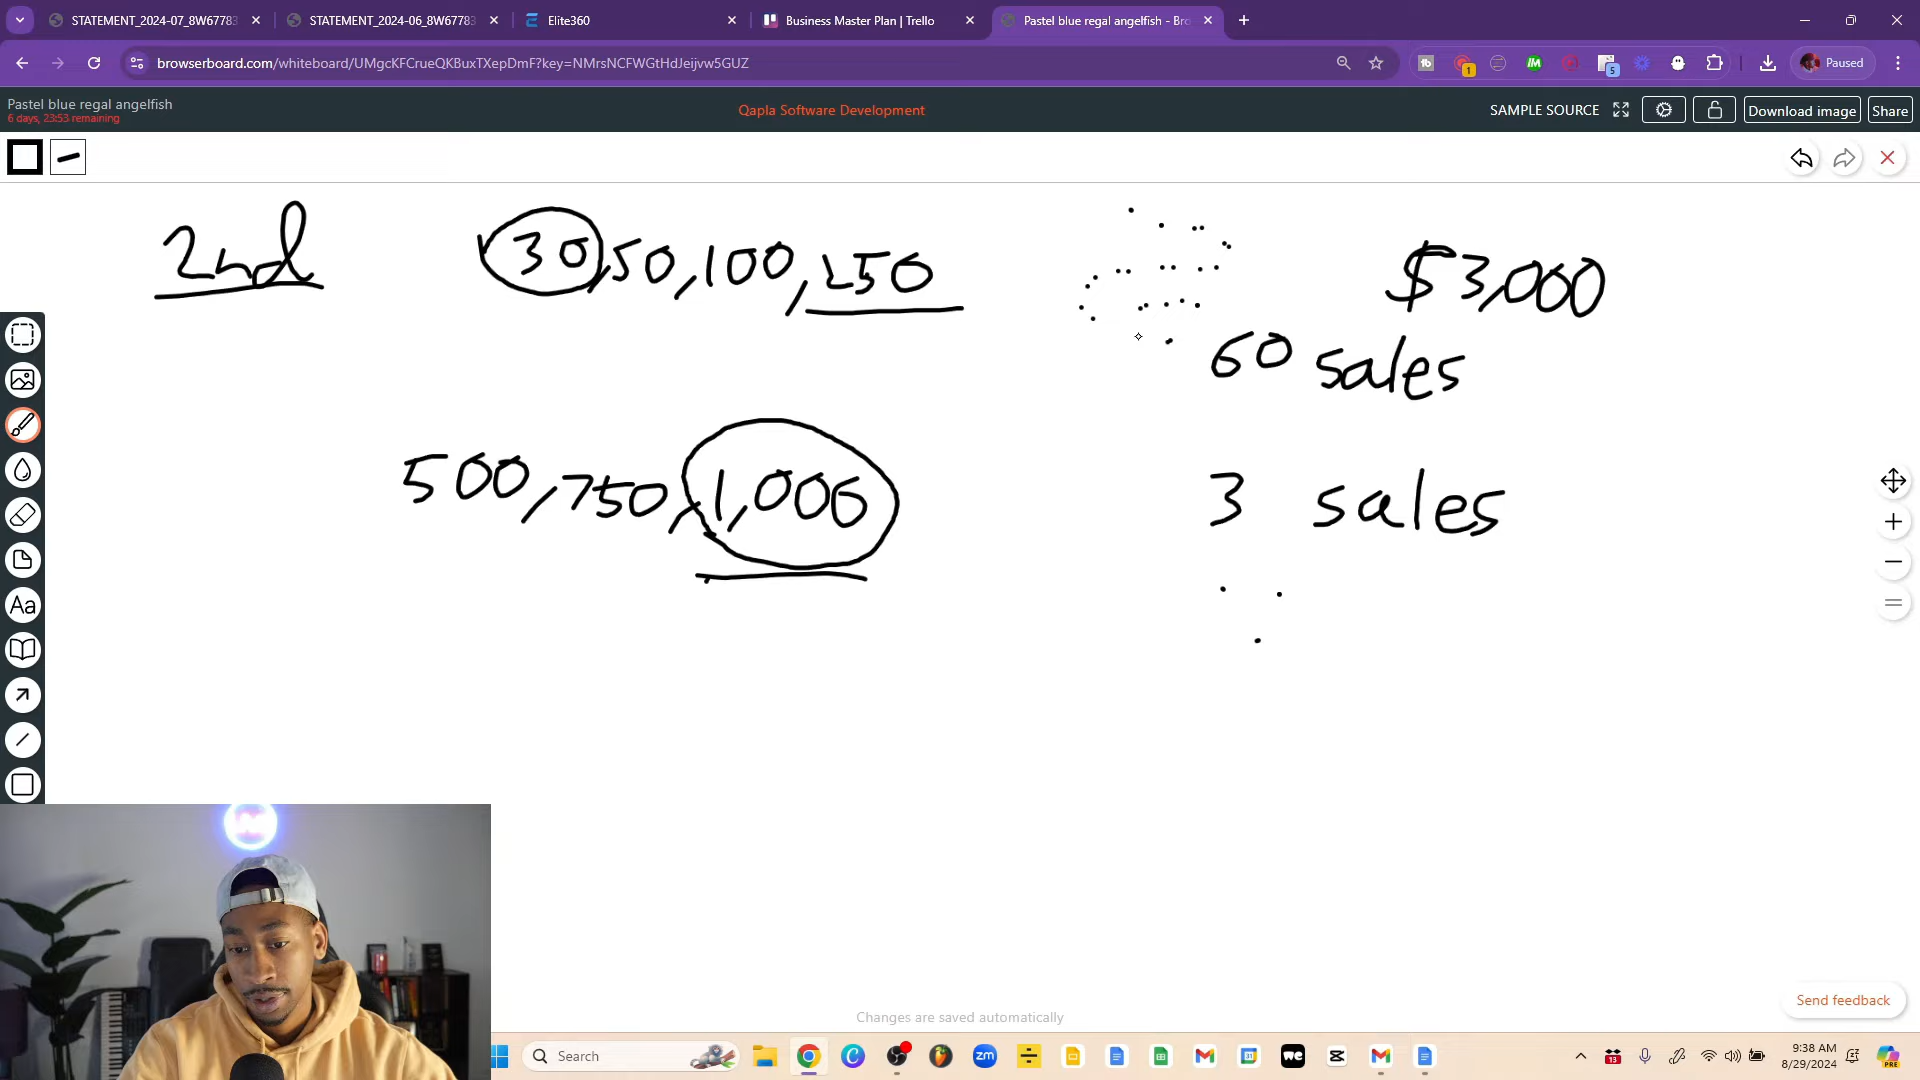 STATEMENT_2024-07_8W67783
STATEMENT_2024-06_8W67783
Elite360
Business Master Plan | Trello
Pastel blue regal angelfish - Bro
browserboard.com/whiteboard/UMgcKFCrueQKBuxTXepDmF?key=NMrsNCFWGtHdJeijvw5GUZ
Paused
Pastel blue regal angelfish
6 days, 23:53 remaining
Qapla Software Development
SAMPLE SOURCE
Download image
Share
2nd
30,50,100,250
$3,000
60 sales
500,750,1,000
3 sales
Aa
Send feedback
Changes are saved automatically
Search
9:38 AM
8/29/2024